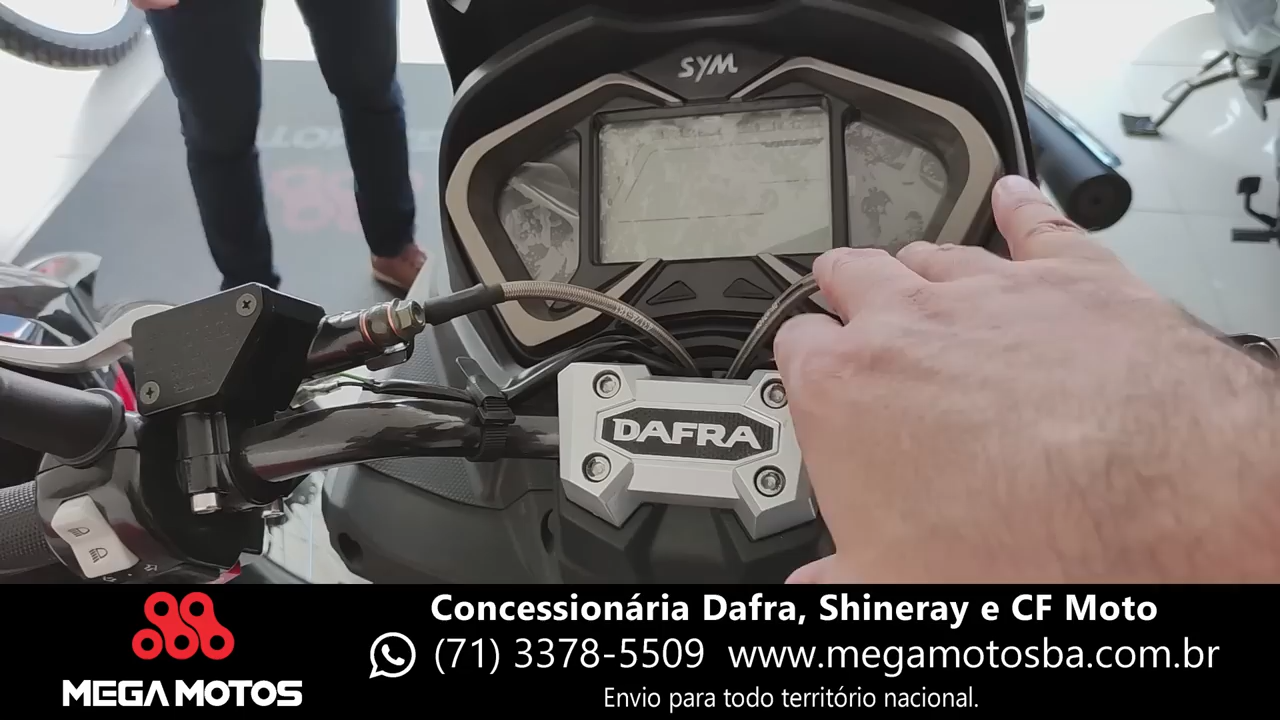 SYM
DAFRA
Concessionária Dafra, Shineray e CF Moto
(71) 3378-5509 www.megamotosba.com.br
MEGA MOTOS
Envio para todo território nacional.